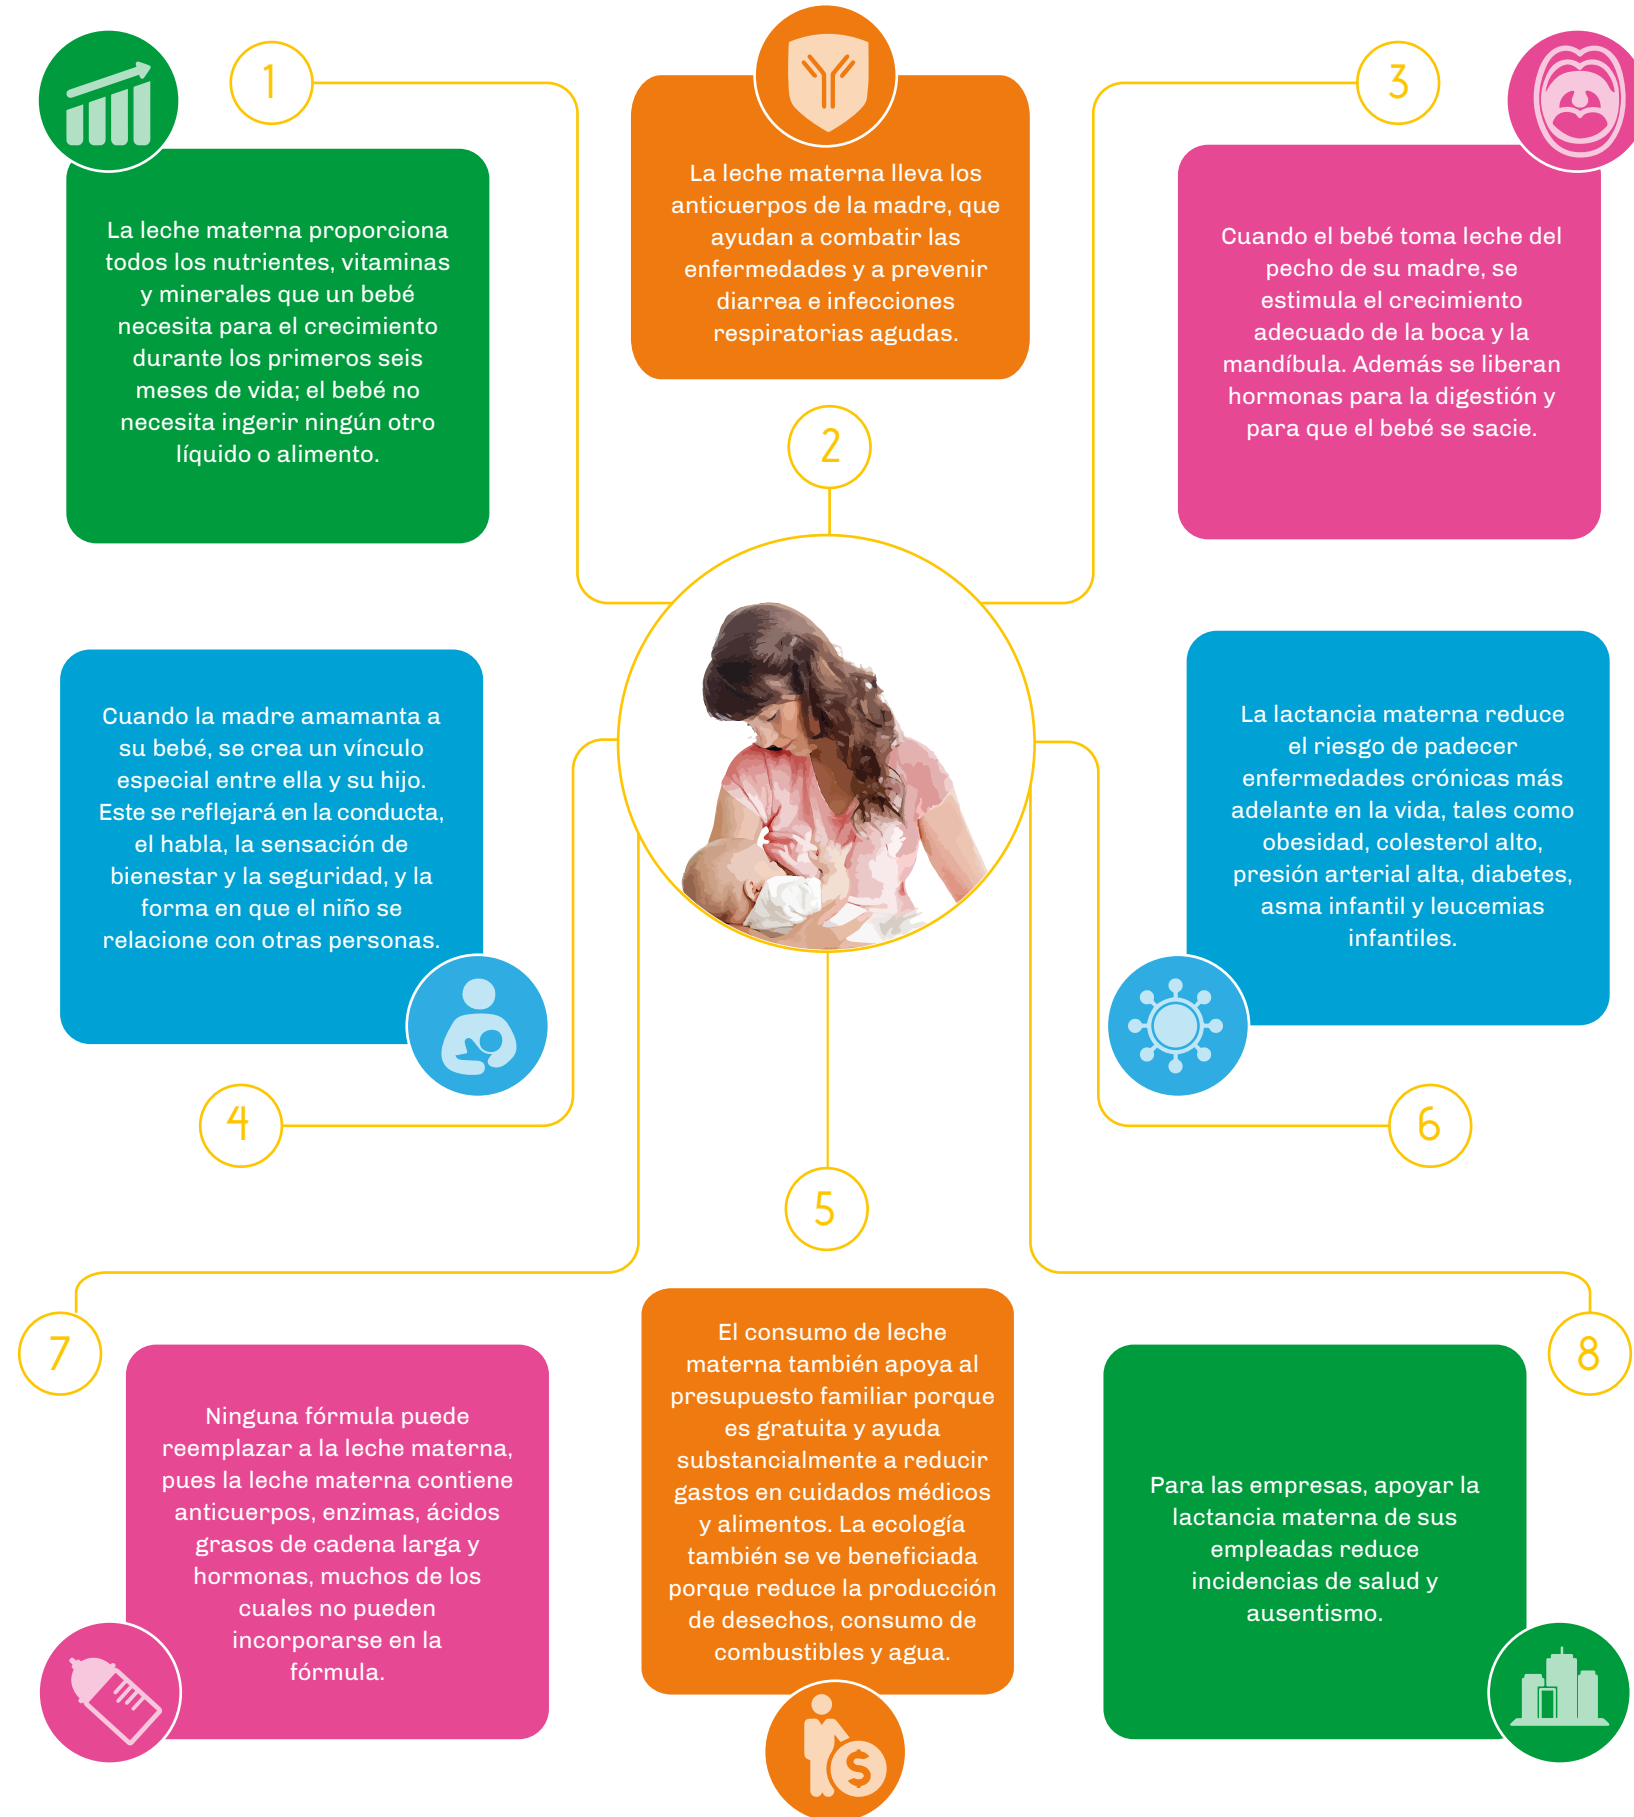 1
La leche materna proporciona
todos los nutrientes, vitaminas
y minerales que un bebé
necesita para el crecimiento
durante los primeros seis
meses de vida; el bebé no
necesita ingerir ningún otro
líquido o alimento.
La leche materna lleva los
anticuerpos de la madre, que
ayudan a combatir las
enfermedades y a prevenir
diarrea e infecciones
respiratorias agudas.
2
3
Cuando el bebé toma leche del
pecho de su madre, se
estimula el crecimiento
adecuado de la boca y la
mandíbula. Además se liberan
hormonas para la digestión y
para que el bebé se sacie.
Cuando la madre amamanta a
su bebé, se crea un vínculo
especial entre ella y su hijo.
Este se reflejará en la conducta,
el habla, la sensación de
bienestar y la seguridad, y la
forma en que el niño se
relacione con otras personas.
4
5
El consumo de leche
materna también apoya al
presupuesto familiar porque
es gratuita y ayuda
substancialmente a reducir
gastos en cuidados médicos
y alimentos. La ecología
también se ve beneficiada
porque reduce la producción
de desechos, consumo de
combustibles y agua.
$
La lactancia materna reduce
el riesgo de padecer
enfermedades crónicas más
adelante en la vida, tales como
obesidad, colesterol alto,
presión arterial alta, diabetes,
asma infantil y leucemias
infantiles.
6
7
Ninguna fórmula puede
reemplazar a la leche materna,
pues la leche materna contiene
anticuerpos, enzimas, ácidos
grasos de cadena larga y
hormonas, muchos de los
cuales no pueden
incorporarse en la
fórmula.
8
Para las empresas, apoyar la
lactancia materna de sus
empleadas reduce
incidencias de salud y
ausentismo.